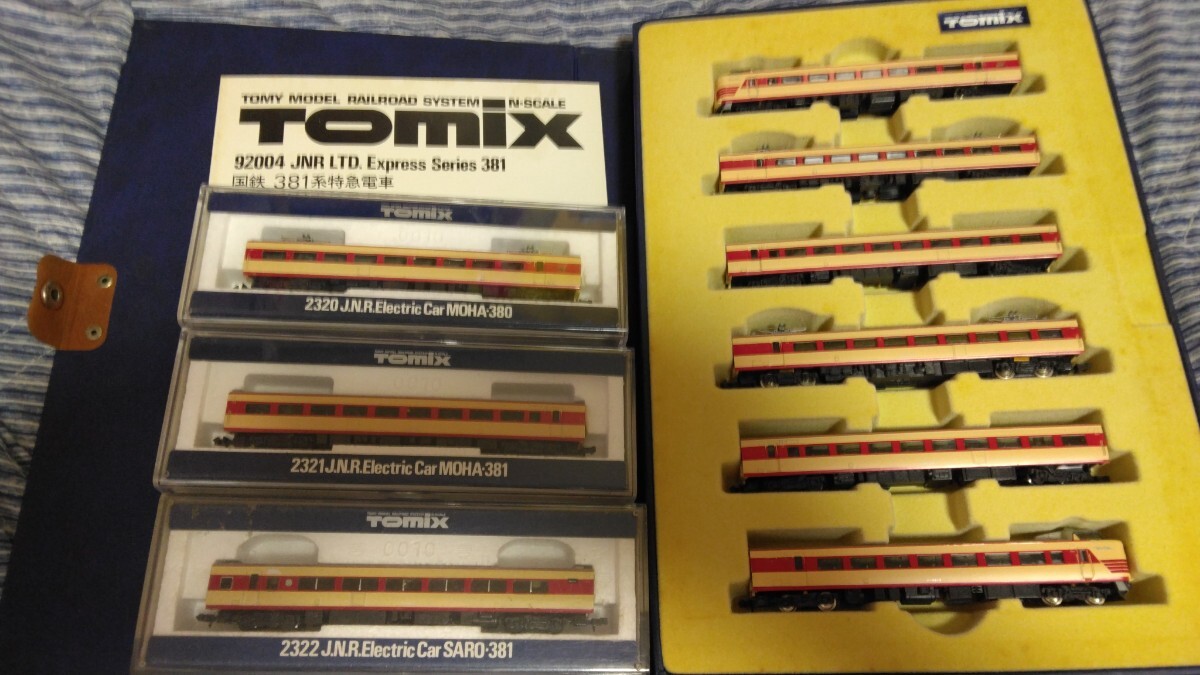 TOMY MODEL RAILROAD SYSTEM N-SCALE
TOMIX
92004 JNR LTD. Express Series 381
国鉄 381系特急電車
TOMIX
2320 J.N.R.Electric Car MOHA·380
TOMIX
2321 J.N.R.Electric Car MOHA·381
TOMIX
2322 J.N.R.Electric Car SARO·381
TOMIX